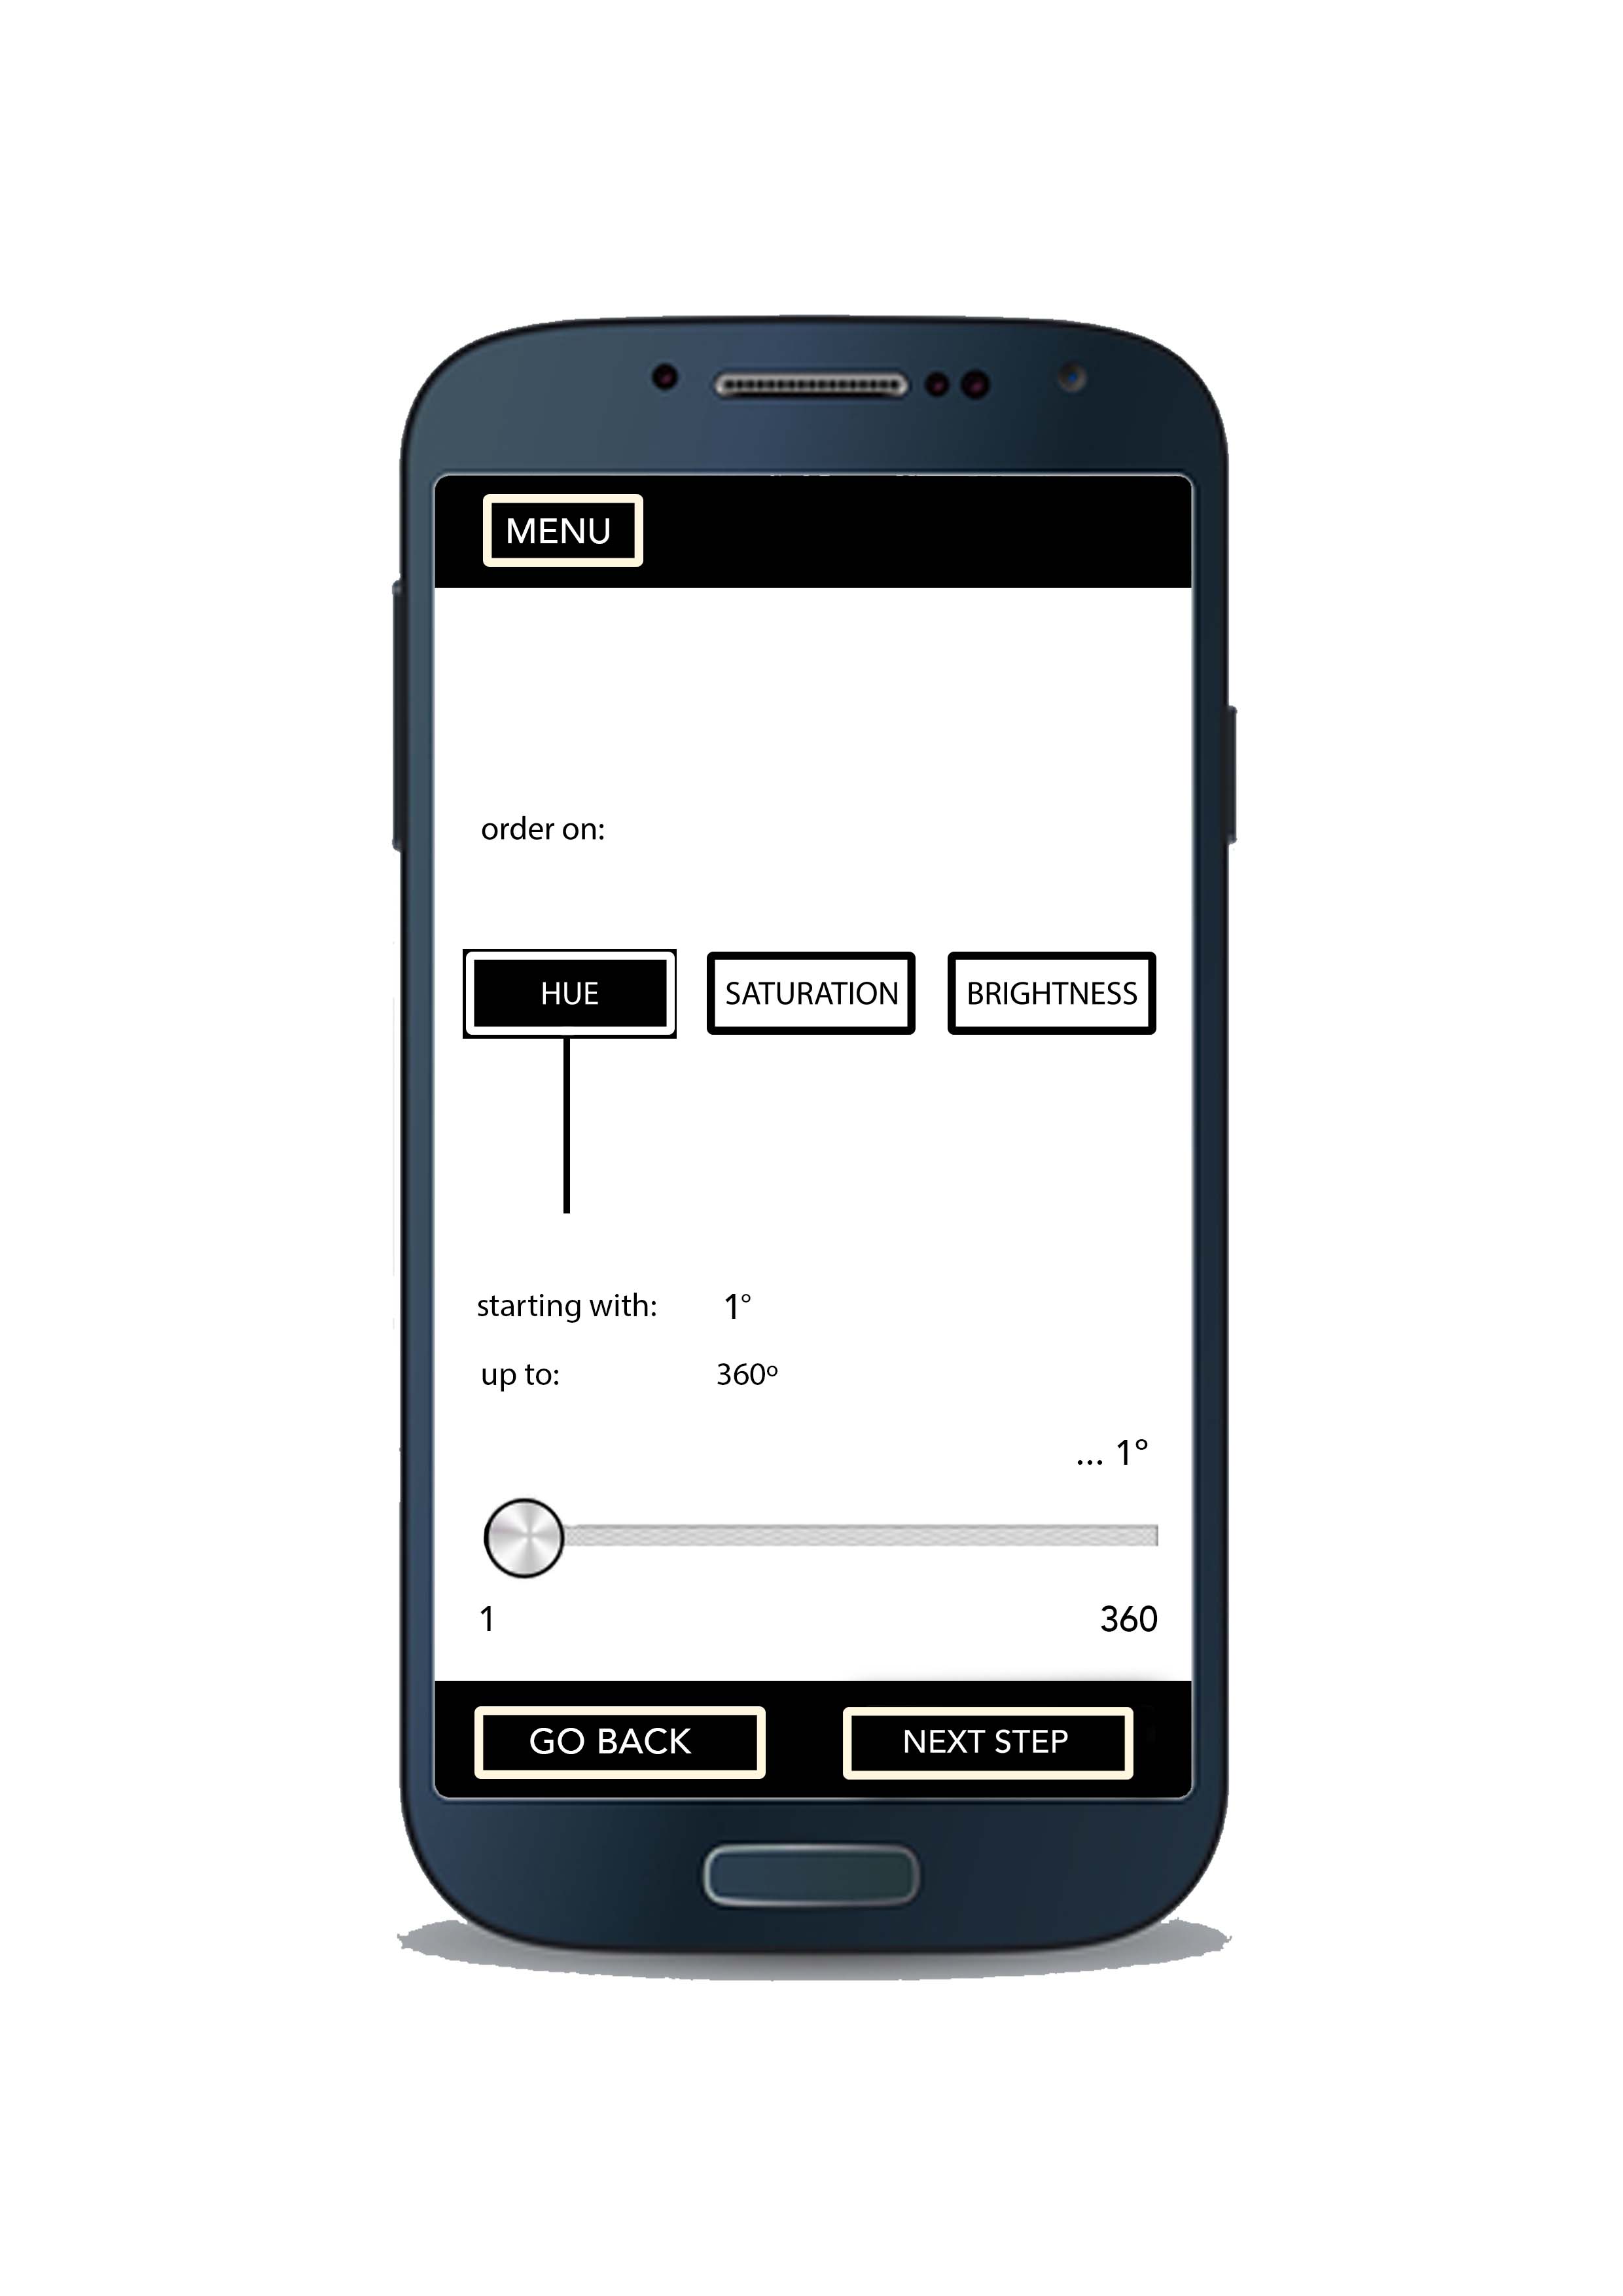 MENU
order on:
HUE SATURATION BRIGHTNESS
starting with: 1°
up to: 360º
... 1°
1 360
GO BACK NEXT STEP